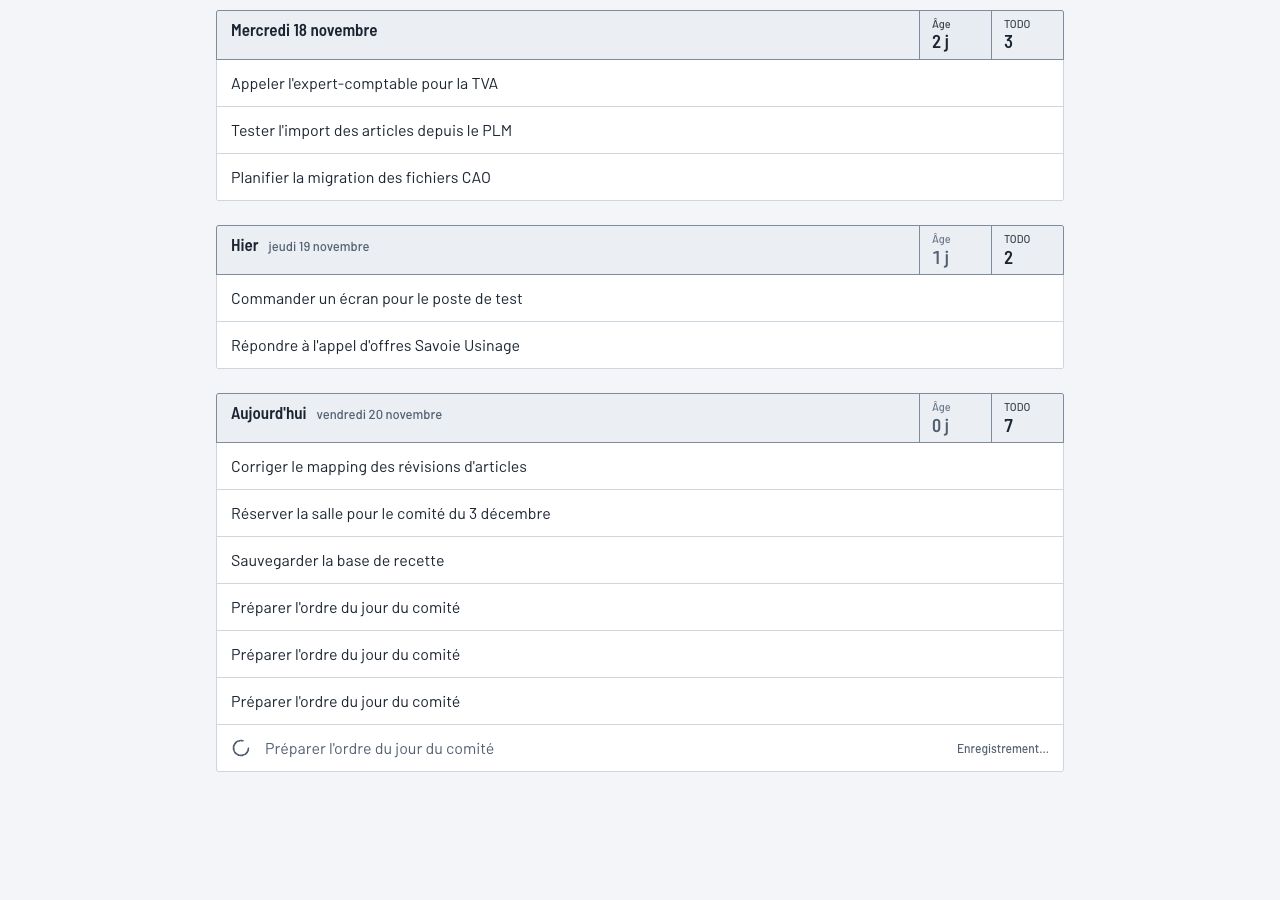 Mercredi 18 novembre
Âge
2 j
TODO
3
Appeler l'expert-comptable pour la TVA
Tester l'import des articles depuis le PLM
Planifier la migration des fichiers CAO
Hier jeudi 19 novembre
Âge
1 j
TODO
2
Commander un écran pour le poste de test
Répondre à l'appel d'offres Savoie Usinage
Aujourd'hui vendredi 20 novembre
Âge
0 j
TODO
7
Corriger le mapping des révisions d'articles
Réserver la salle pour le comité du 3 décembre
Sauvegarder la base de recette
Préparer l'ordre du jour du comité
Préparer l'ordre du jour du comité
Préparer l'ordre du jour du comité
Préparer l'ordre du jour du comité
Enregistrement…